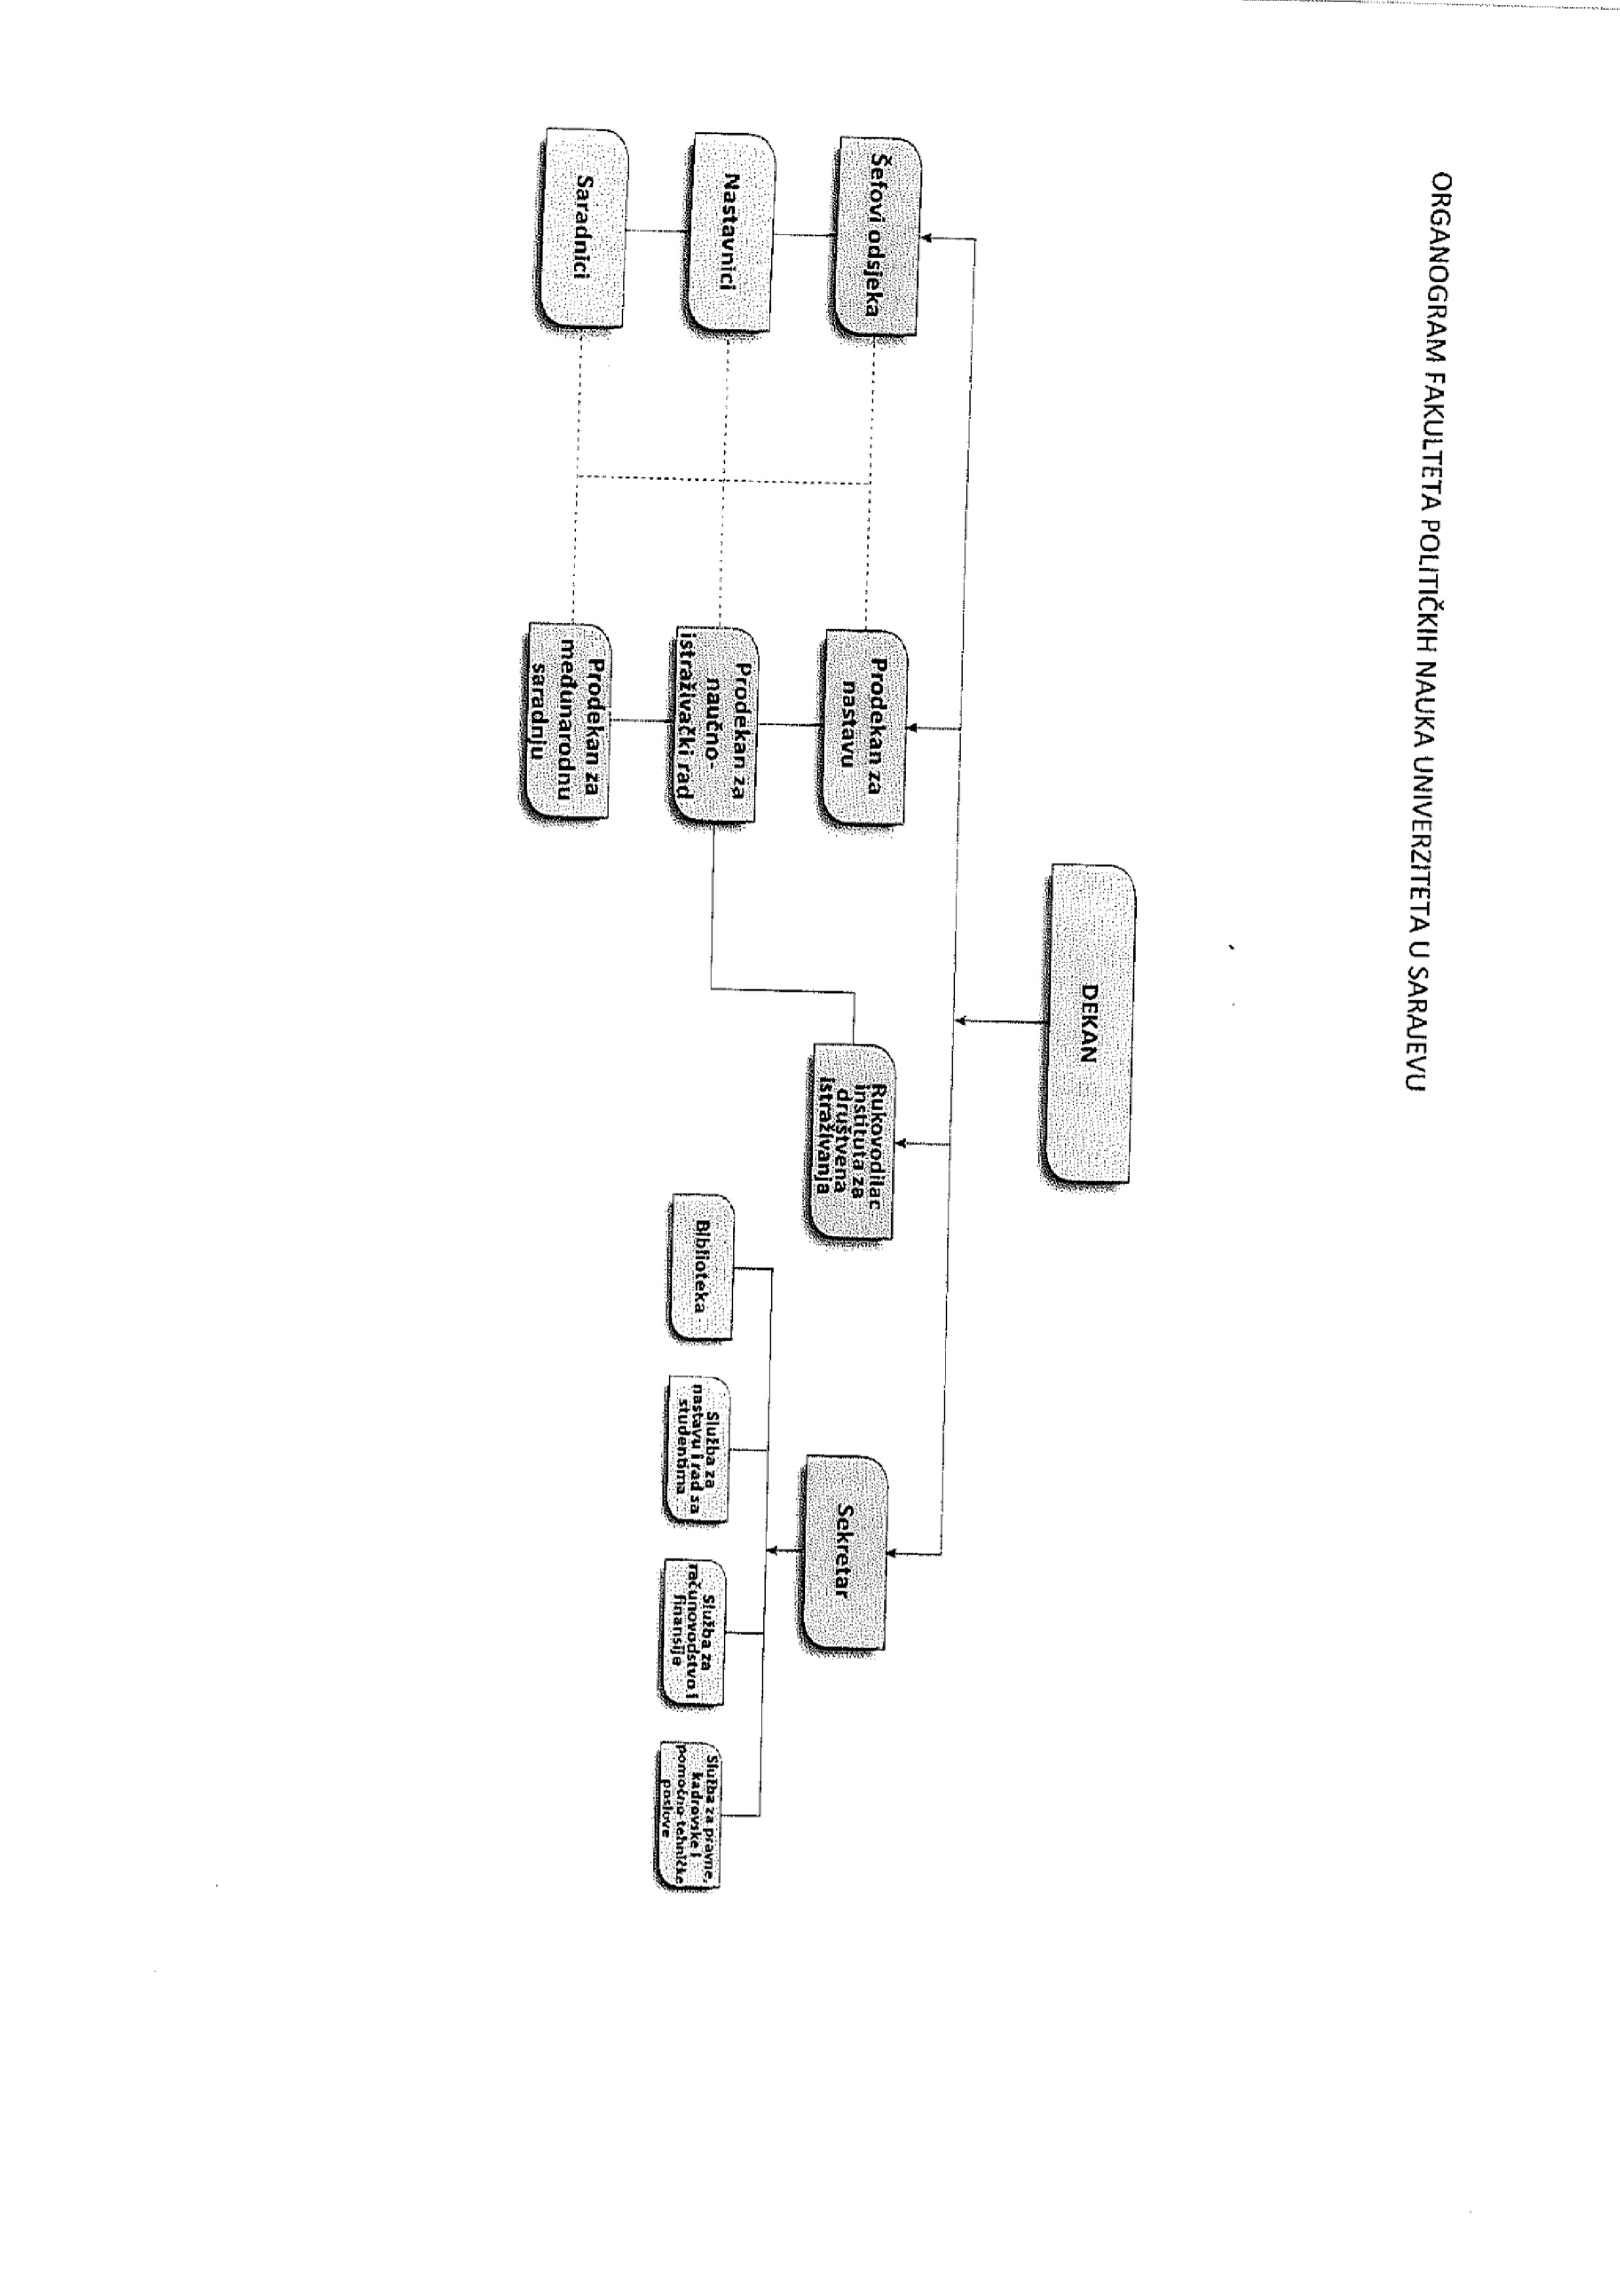 ORGANOGRAM FAKULTETA POLITIČKIH NAUKA UNIVERZITETA U SARAJEVU
DEKAN
Šefovi odsjeka
Nastavnici
Saradnici
Prodekan za
nastavu
Prodekan za
naučno-
istraživački rad
Prodekan za
međunarodnu
saradnju
Rukovodilac
instituta za
društvena
istraživanja
Sekretar
Biblioteka
Služba za
nastavu i rad sa
studentima
Služba za
računovodstvo i
finansije
Služba za pravne,
kadrovske i
pomoćno-tehničke
poslove